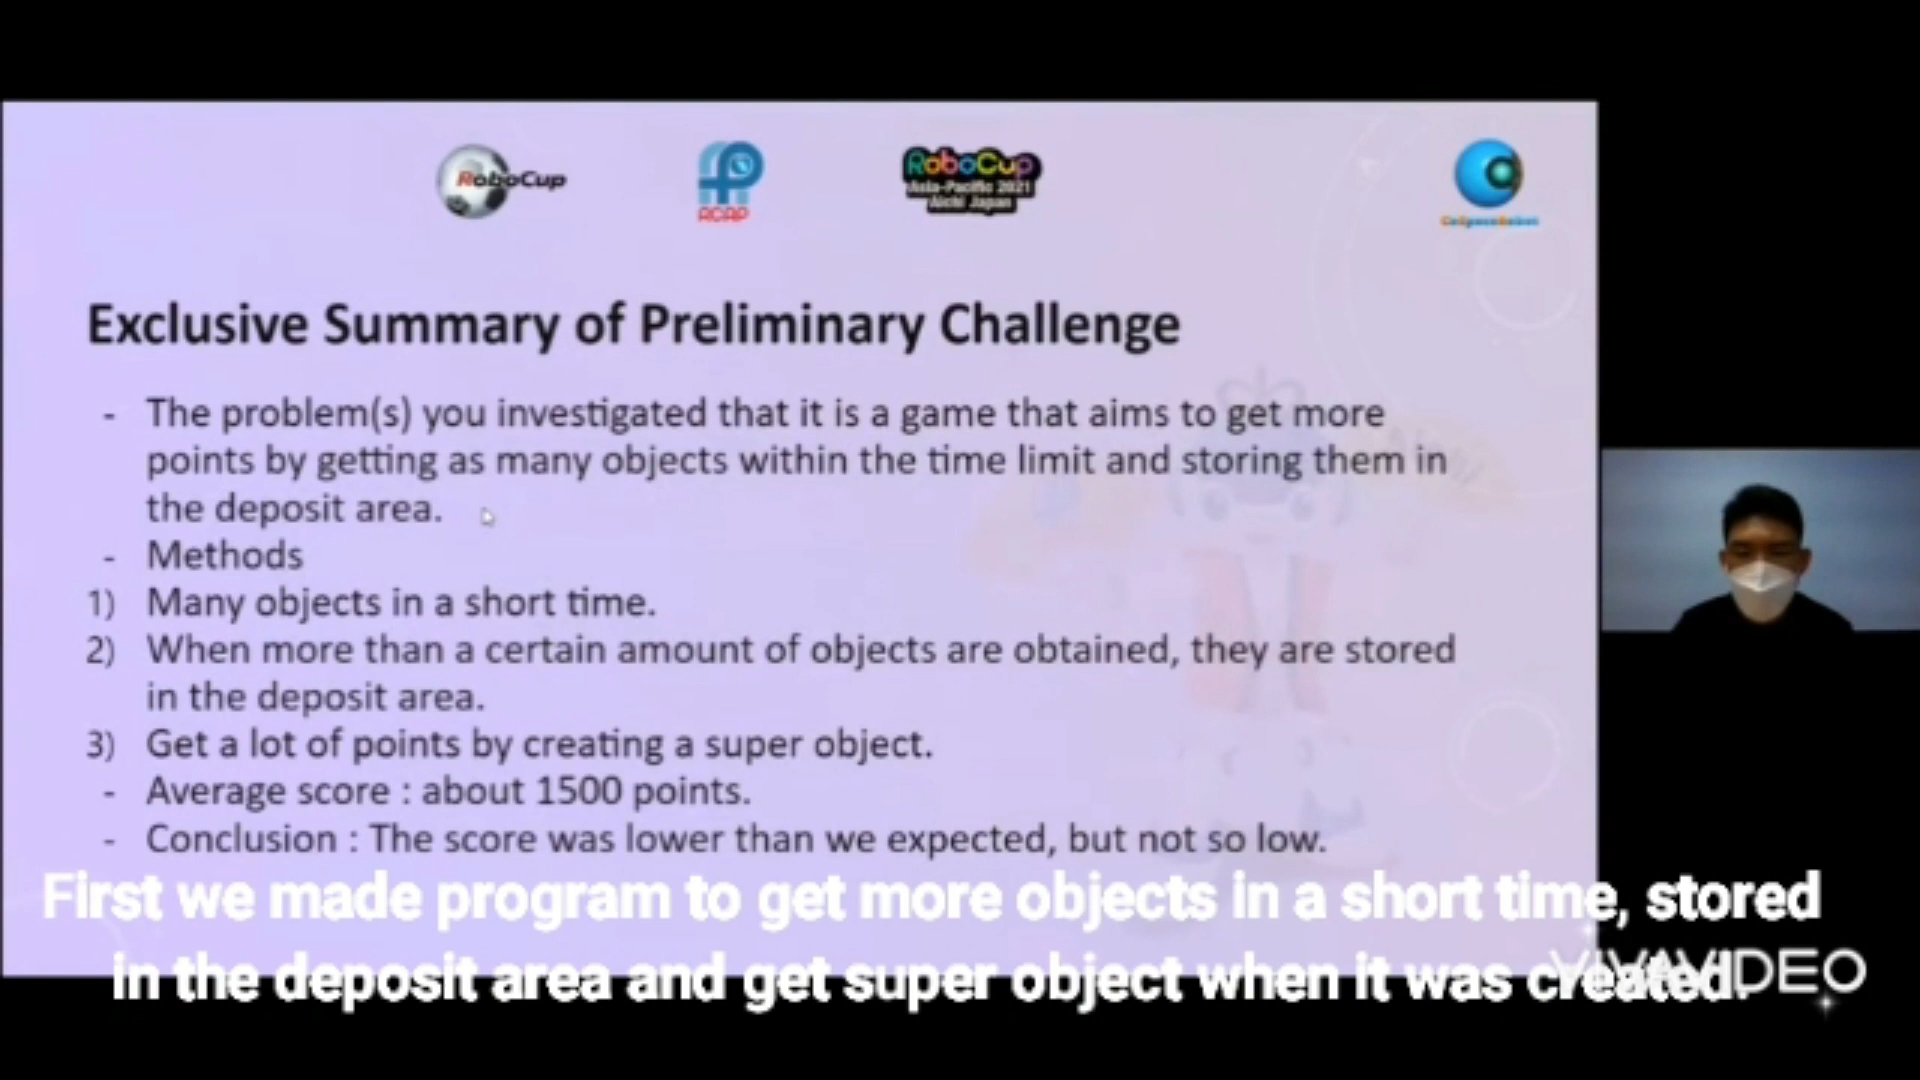 RoboCup
RCAP
RoboCup
Asia-Pacific 2021
Aichi Japan
CoSpaceRobot
Exclusive Summary of Preliminary Challenge
- The problem(s) you investigated that it is a game that aims to get more
points by getting as many objects within the time limit and storing them in
the deposit area.
- Methods
1) Many objects in a short time.
2) When more than a certain amount of objects are obtained, they are stored
in the deposit area.
3) Get a lot of points by creating a super object.
- Average score : about 1500 points.
- Conclusion : The score was lower than we expected, but not so low.
First we made program to get more objects in a short time, stored
in the deposit area and get super object when it was created.
VIVAVIDEO